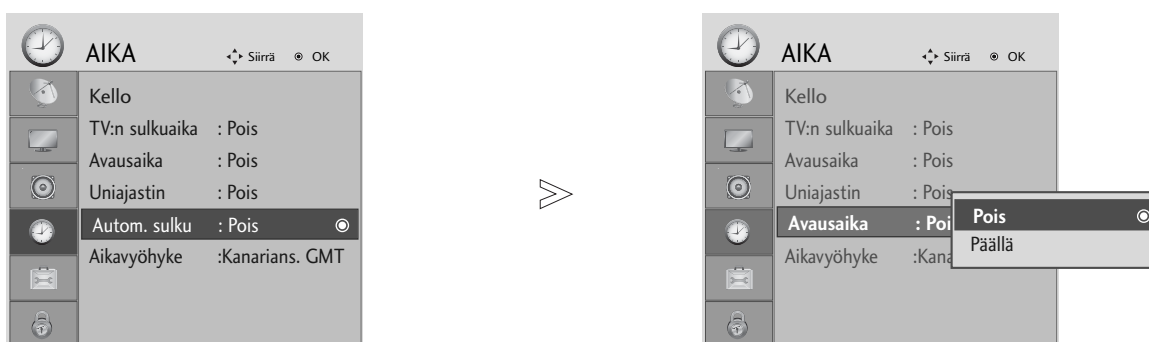 AIKA Siirrä OK
Kello
TV:n sulkuaika : Pois
Avausaika : Pois
Uniajastin : Pois
Autom. sulku : Pois
Aikavyöhyke :Kanarians. GMT
AIKA Siirrä OK
Kello
TV:n sulkuaika : Pois
Avausaika : Pois
Uniajastin : Pois
Avausaika : Poi
Aikavyöhyke :Kana
Pois
Päällä